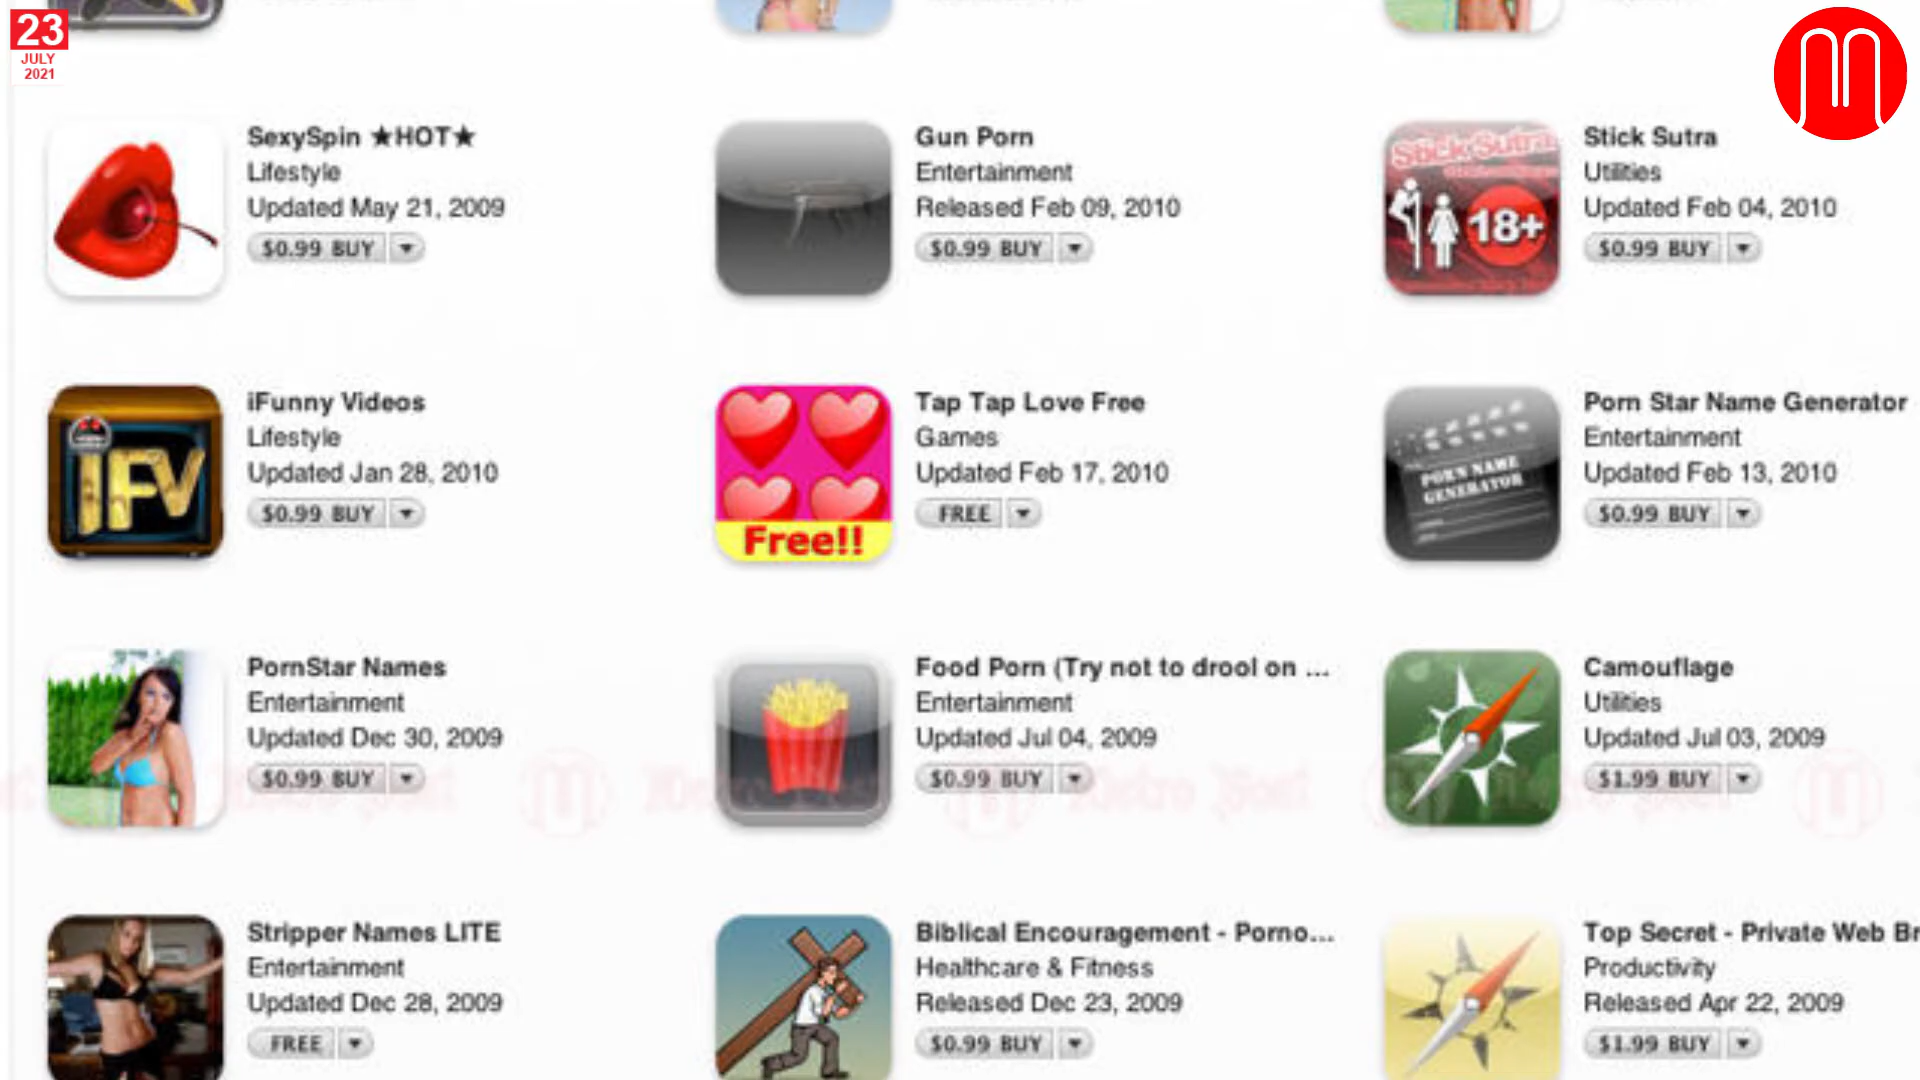 23
JULY
2021
SexySpin ★HOT★
Lifestyle
Updated May 21, 2009
$0.99 BUY
Gun Porn
Entertainment
Released Feb 09, 2010
$0.99 BUY
Stick Sutra
18+
Stick Sutra
Utilities
Updated Feb 04, 2010
$0.99 BUY
IFV
iFunny Videos
Lifestyle
Updated Jan 28, 2010
$0.99 BUY
Free!!
Tap Tap Love Free
Games
Updated Feb 17, 2010
FREE
PORN NAME
GENERATOR
Porn Star Name Generator
Entertainment
Updated Feb 13, 2010
$0.99 BUY
PornStar Names
Entertainment
Updated Dec 30, 2009
$0.99 BUY
Food Porn (Try not to drool on ...
Entertainment
Updated Jul 04, 2009
$0.99 BUY
Camouflage
Utilities
Updated Jul 03, 2009
$1.99 BUY
Stripper Names LITE
Entertainment
Updated Dec 28, 2009
FREE
Biblical Encouragement - Porno...
Healthcare & Fitness
Released Dec 23, 2009
$0.99 BUY
Top Secret - Private Web Br
Productivity
Released Apr 22, 2009
$1.99 BUY